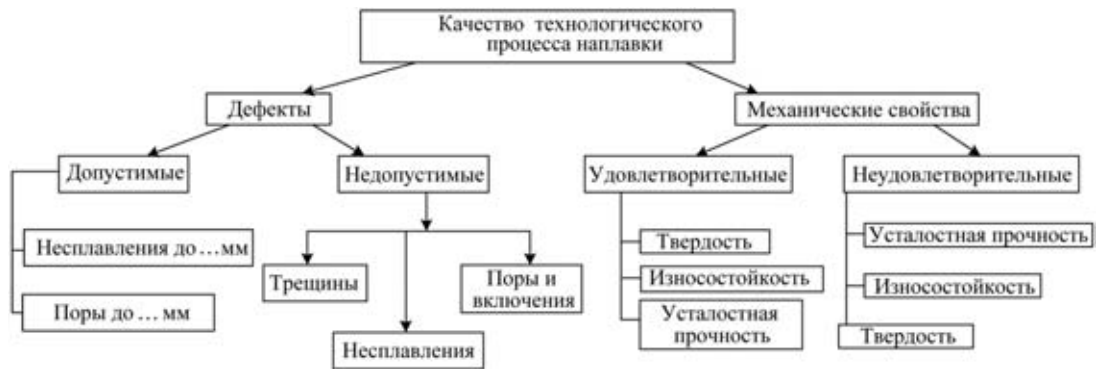 Качество технологического
процесса наплавки
Дефекты
Механические свойства
Допустимые
Недопустимые
Удовлетворительные
Неудовлетворительные
Несплавления до ...мм
Поры до ... мм
Трещины
Несплавления
Поры и
включения
Твердость
Износостойкость
Усталостная
прочность
Усталостная прочность
Износостойкость
Твердость